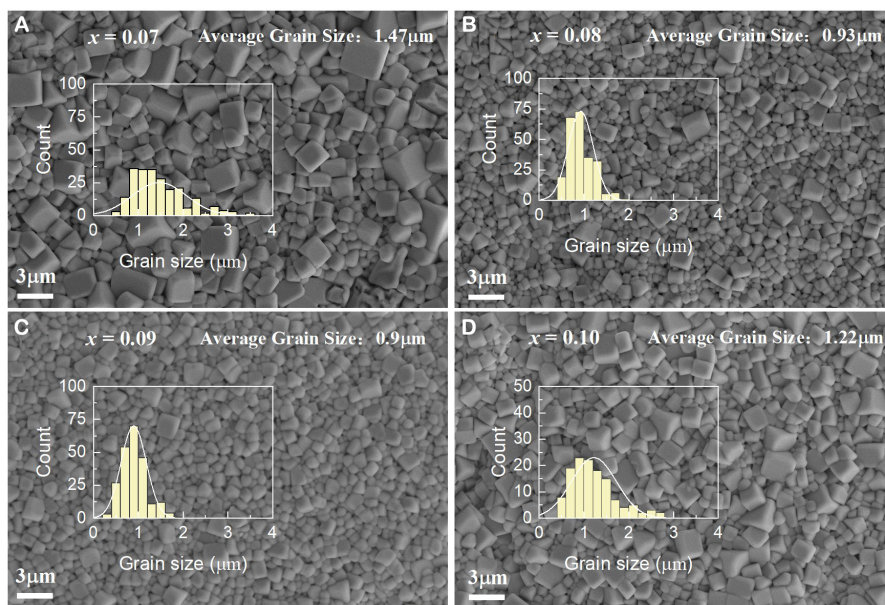 A
x = 0.07 Average Grain Size: 1.47μm
100
75
50
25
0
Count
0 1 2 3 4
Grain size (μm)
3μm
B
x = 0.08 Average Grain Size: 0.93μm
100
75
50
25
0
Count
0 1 2 3 4
Grain size (μm)
3μm
C
x = 0.09 Average Grain Size: 0.9μm
100
75
50
25
0
Count
0 1 2 3 4
Grain size (μm)
3μm
D
x = 0.10 Average Grain Size: 1.22μm
50
40
30
20
10
0
Count
0 1 2 3 4
Grain size (μm)
3μm